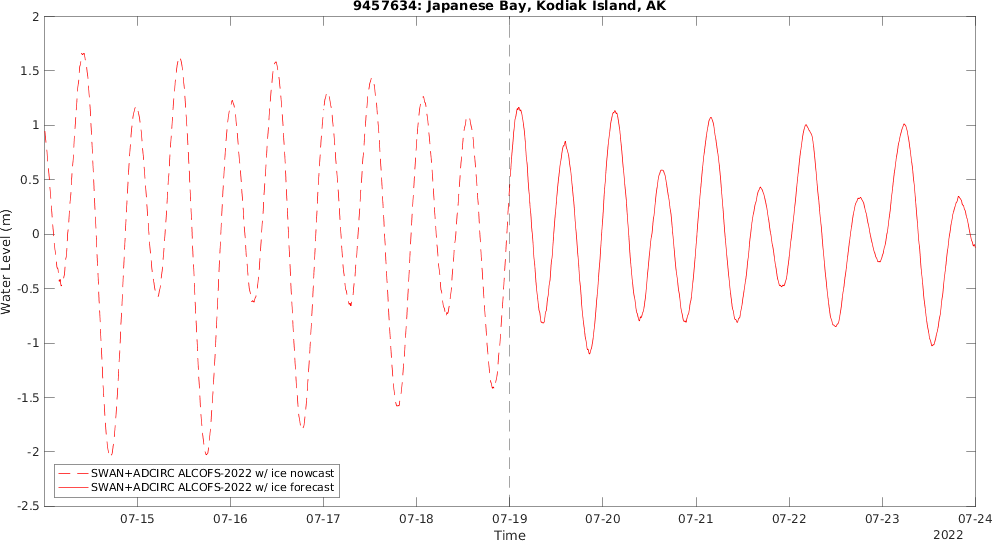 9457634: Japanese Bay, Kodiak Island, AK
2
1.5
1
0.5
0
-0.5
-1
-1.5
-2
-2.5
Water Level (m)
SWAN+ADCIRC ALCOFS-2022 w/ ice nowcast
SWAN+ADCIRC ALCOFS-2022 w/ ice forecast
07-15 07-16 07-17 07-18 07-19 07-20 07-21 07-22 07-23 07-24
Time
2022